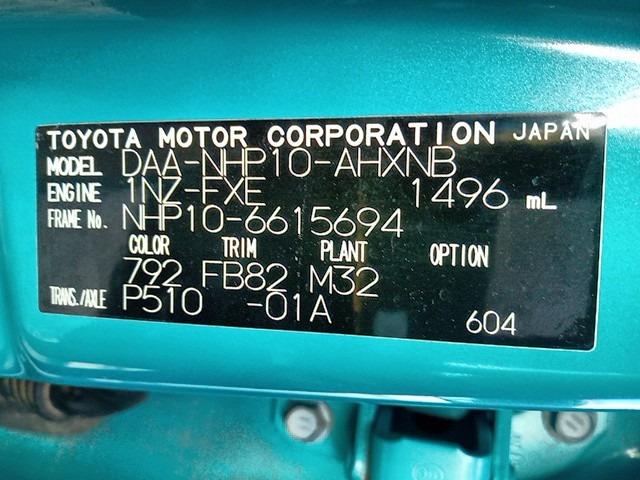 TOYOTA MOTOR CORPORATION JAPAN
MODEL DAA-NHP10-AHXNB
ENGINE 1NZ-FXE 1496 mL
FRAME No. NHP10-6615694
COLOR TRIM PLANT OPTION
792 FB82 M32
TRANS./AXLE P510 -01A
604